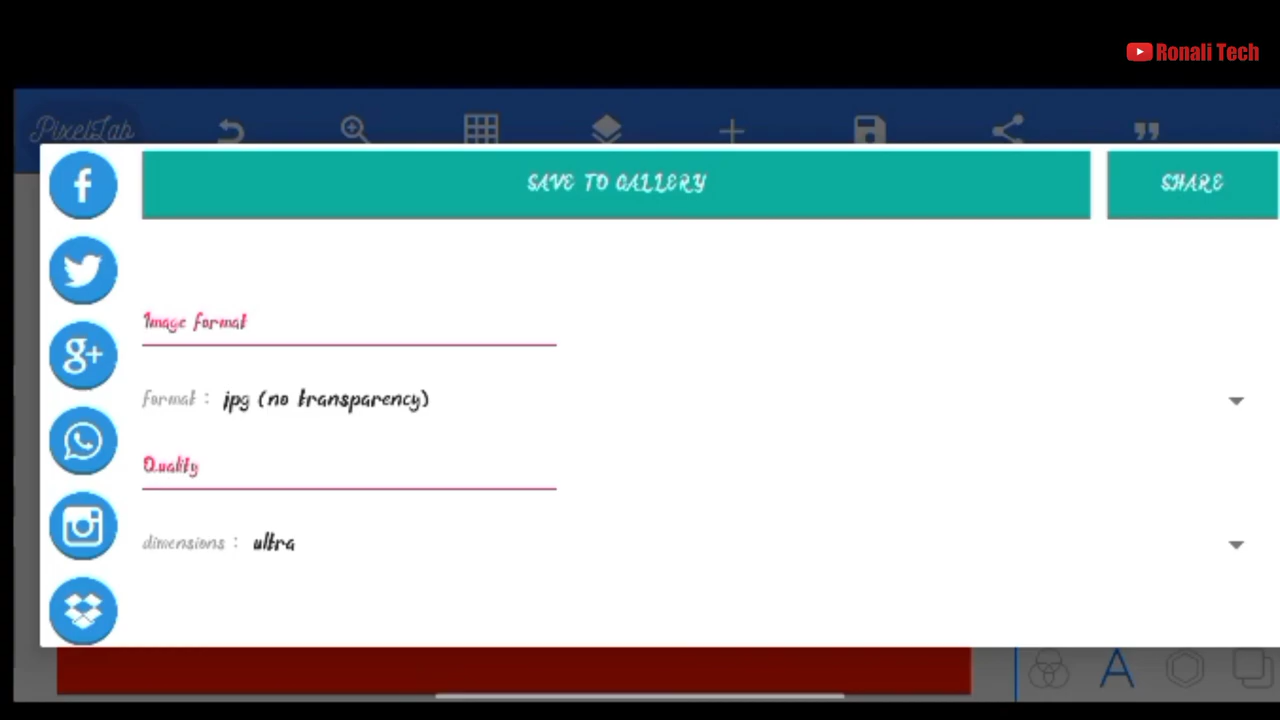 Ronali Tech
PixelLab
SAVE TO GALLERY
SHARE
Image format
format : jpg (no transparency)
Quality
dimensions : ultra